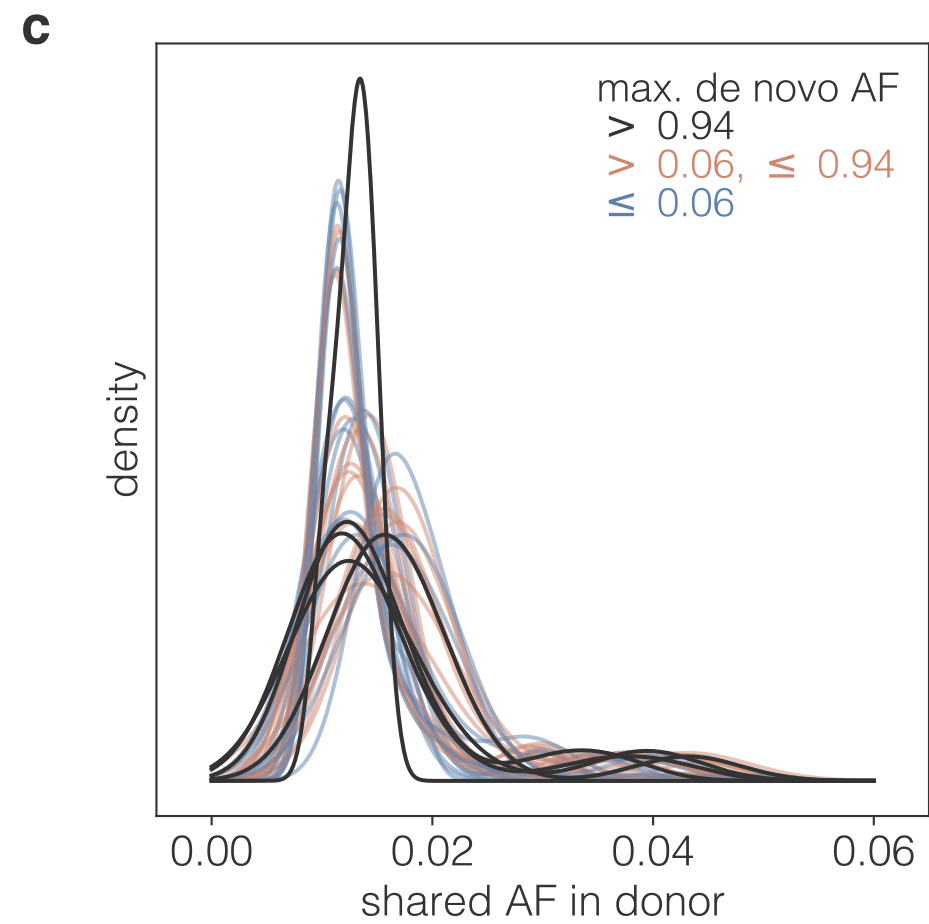 c
max. de novo AF
> 0.94
> 0.06, ≤ 0.94
≤ 0.06
density
0.00 0.02 0.04 0.06
shared AF in donor